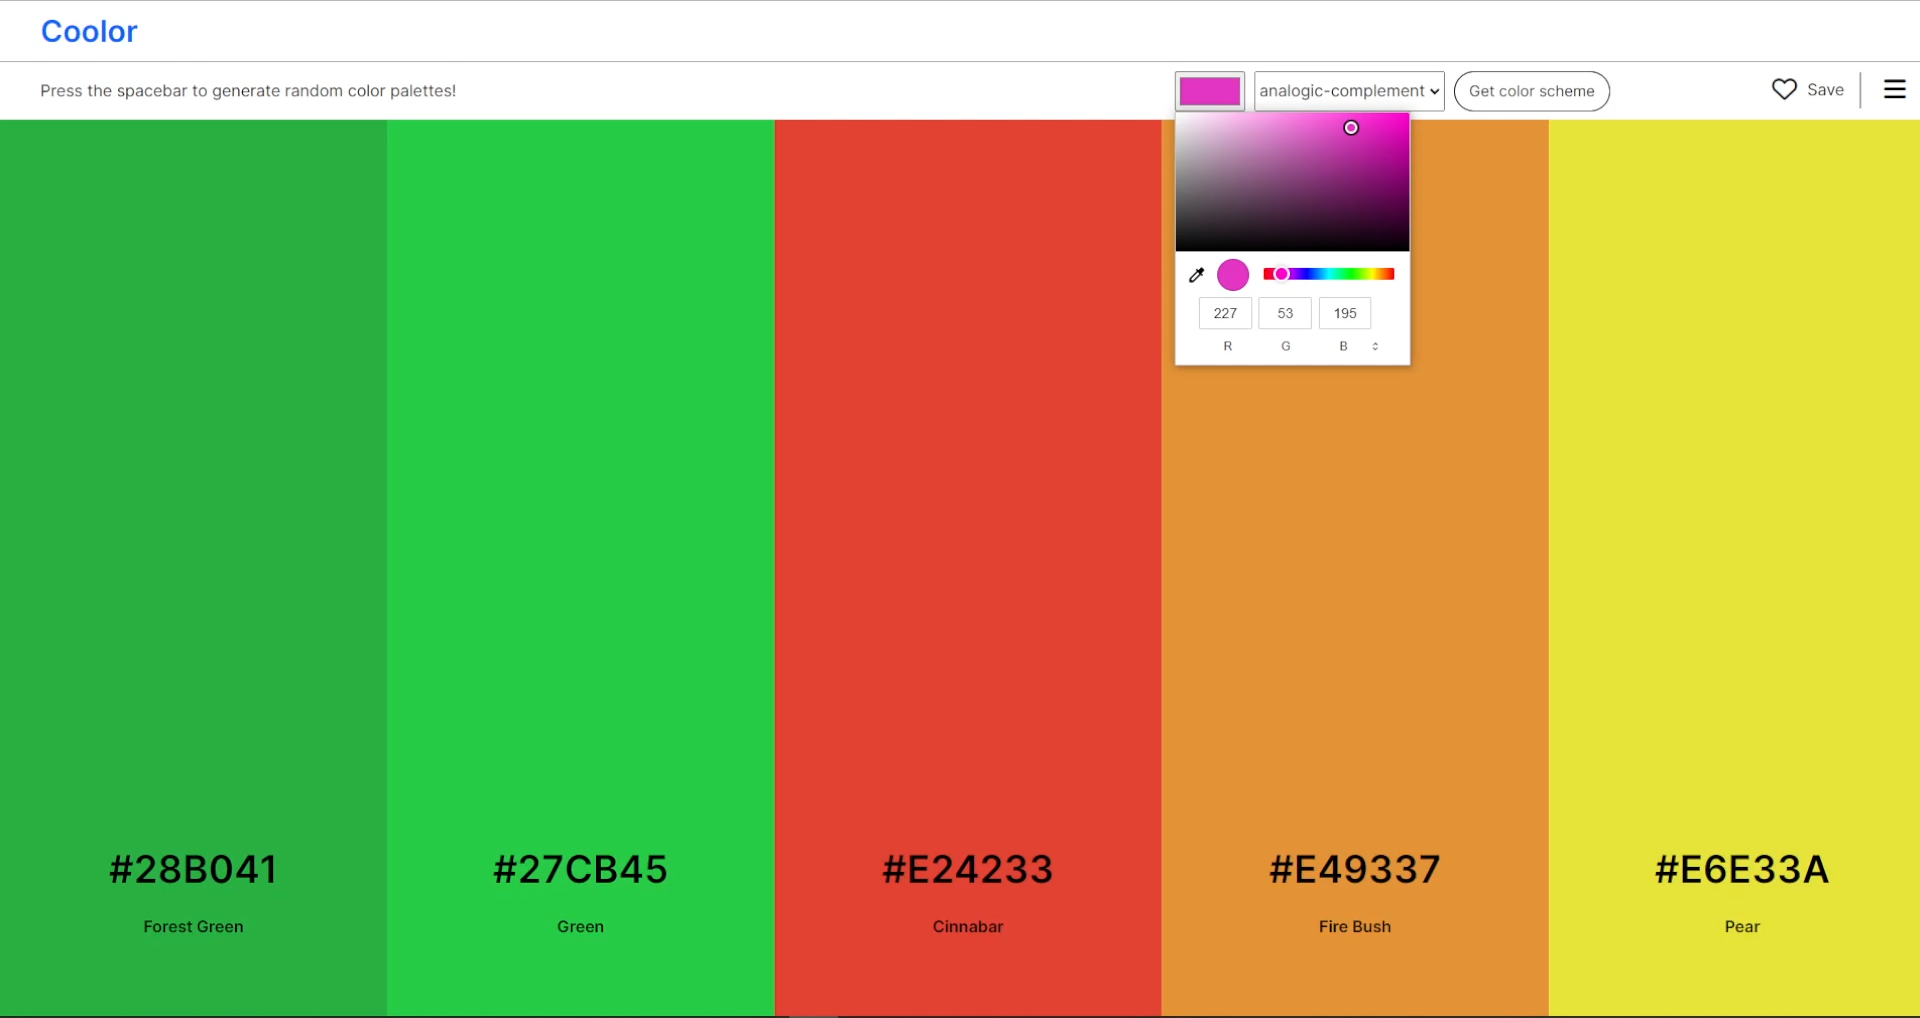 Coolor
Press the spacebar to generate random color palettes!
analogic-complement
Get color scheme
Save
227 53 195
R G B
#28B041
Forest Green
#27CB45
Green
#E24233
Cinnabar
#E49337
Fire Bush
#E6E33A
Pear